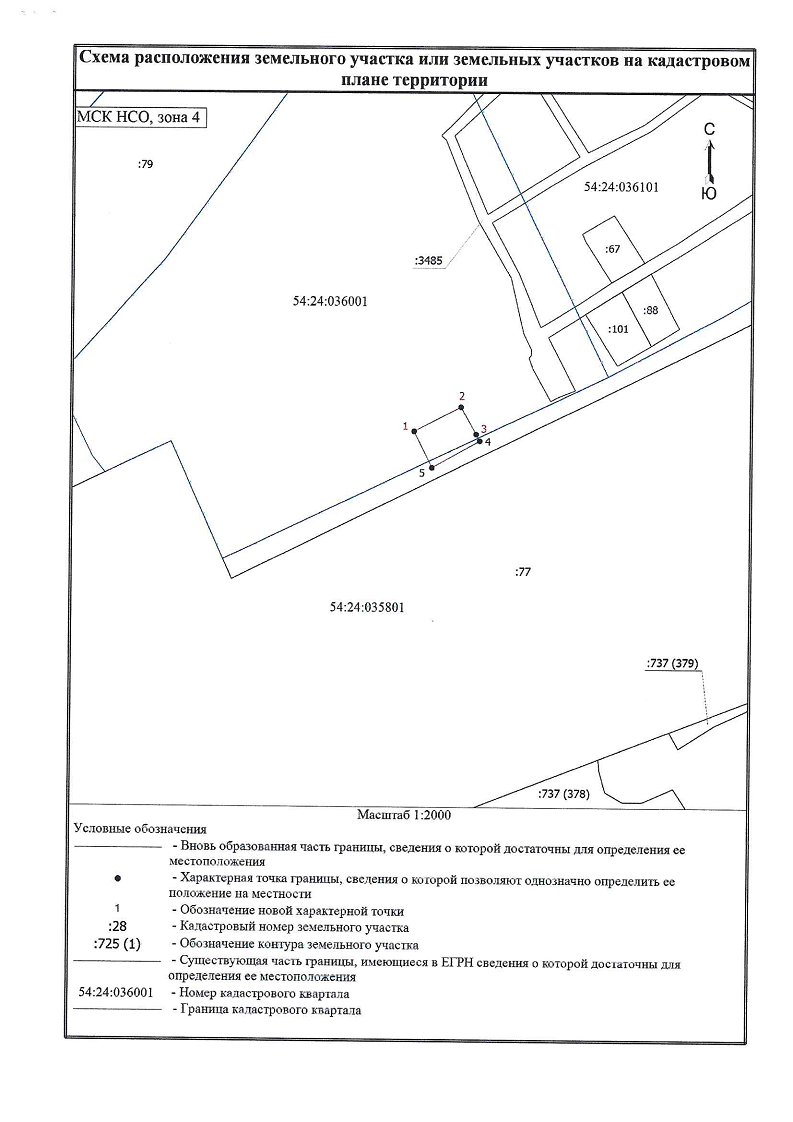 Схема расположения земельного участка или земельных участков на кадастровом
плане территории
МСК НСО, зона 4
С
:79
54:24:036101
Ю
:67
:3485
54:24:036001
:88
:101
2
1
3
4
5
:77
54:24:035801
:737 (379)
:737 (378)
Масштаб 1:2000
Условные обозначения
- Вновь образованная часть границы, сведения о которой достаточны для определения ее
местоположения
- Характерная точка границы, сведения о которой позволяют однозначно определить ее
положение на местности
1 - Обозначение новой характерной точки
:28 - Кадастровый номер земельного участка
:725 (1) - Обозначение контура земельного участка
- Существующая часть границы, имеющиеся в ЕГРН сведения о которой достаточны для
определения ее местоположения
54:24:036001 - Номер кадастрового квартала
- Граница кадастрового квартала